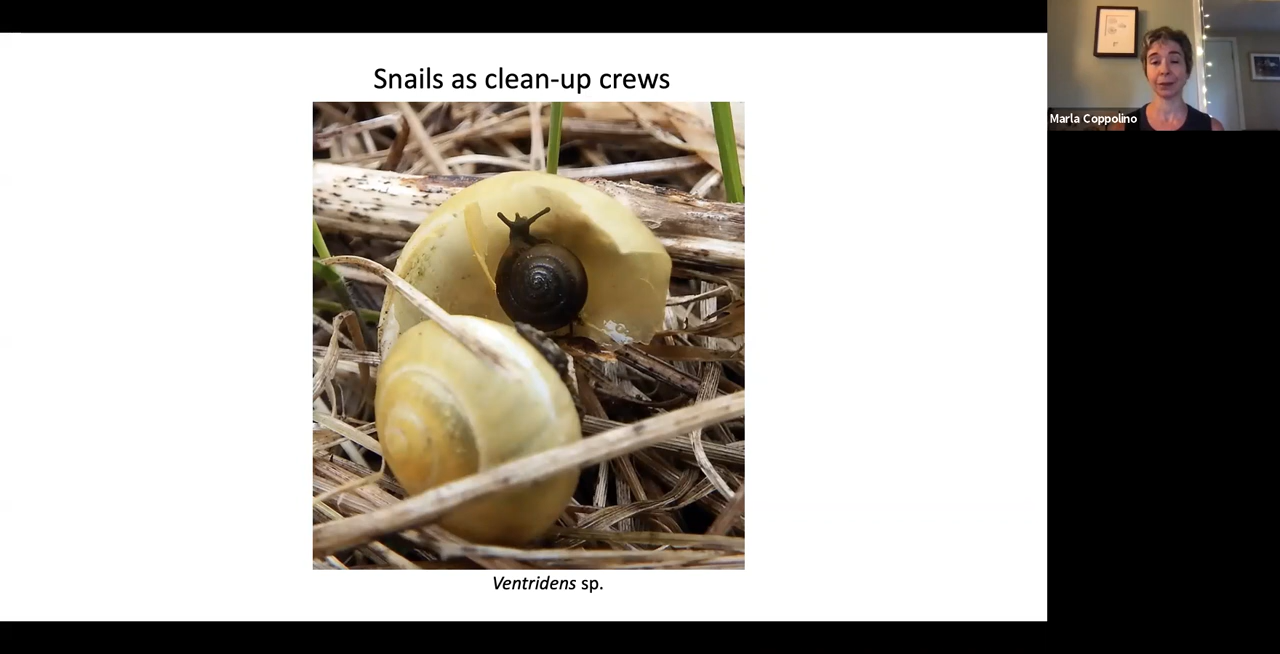 Snails as clean-up crews
Ventridens sp.
Marla Coppolino